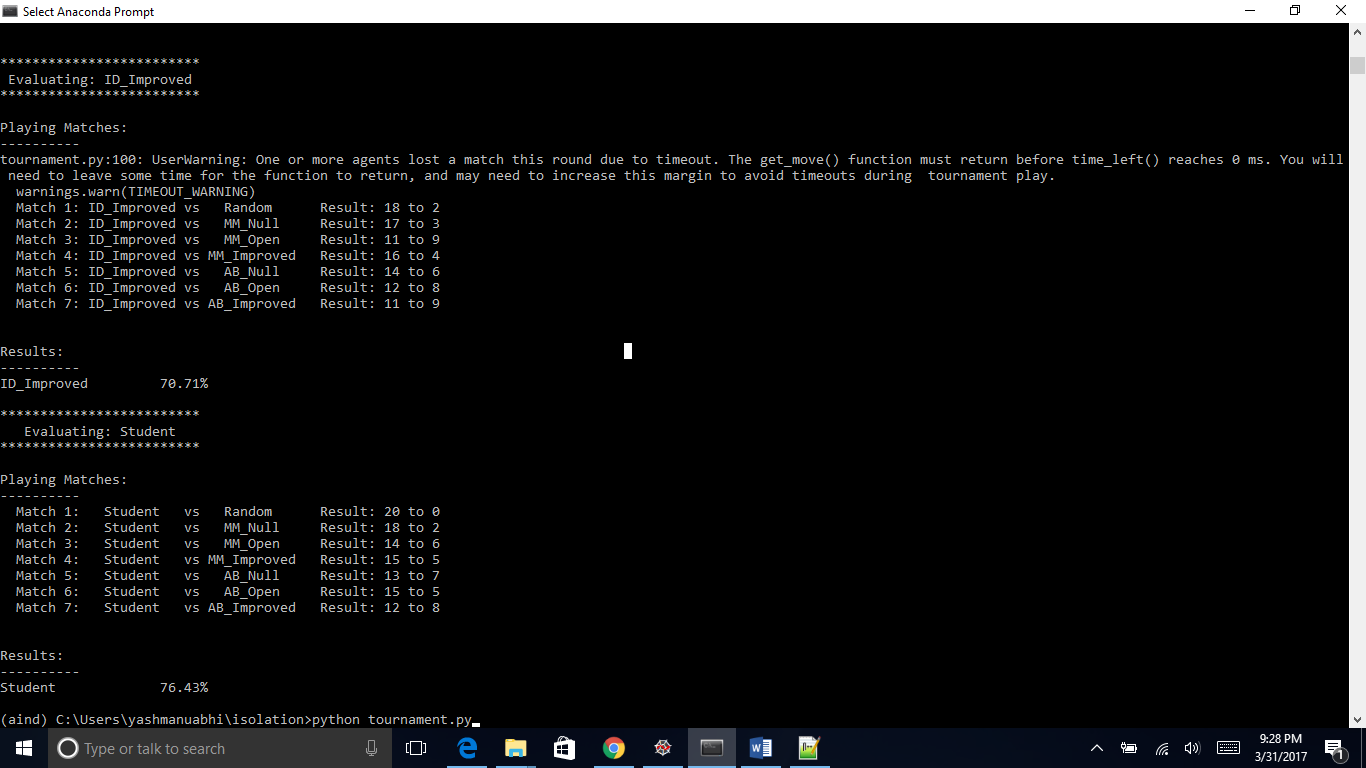 Select Anaconda Prompt
**************************
Evaluating: ID_Improved
**************************
Playing Matches:
----------
tournament.py:100: UserWarning: One or more agents lost a match this round due to timeout. The get_move() function must return before time_left() reaches 0 ms. You will
need to leave some time for the function to return, and may need to increase this margin to avoid timeouts during  tournament play.
warnings.warn(TIMEOUT_WARNING)
Match 1: ID_Improved vs   Random      Result: 18 to 2
Match 2: ID_Improved vs   MM_Null     Result: 17 to 3
Match 3: ID_Improved vs   MM_Open     Result: 11 to 9
Match 4: ID_Improved vs MM_Improved   Result: 16 to 4
Match 5: ID_Improved vs   AB_Null     Result: 14 to 6
Match 6: ID_Improved vs   AB_Open     Result: 12 to 8
Match 7: ID_Improved vs AB_Improved   Result: 11 to 9
Results:
----------
ID_Improved         70.71%
**************************
Evaluating: Student
**************************
Playing Matches:
----------
Match 1:   Student   vs   Random      Result: 20 to 0
Match 2:   Student   vs   MM_Null     Result: 18 to 2
Match 3:   Student   vs   MM_Open     Result: 14 to 6
Match 4:   Student   vs MM_Improved   Result: 15 to 5
Match 5:   Student   vs   AB_Null     Result: 13 to 7
Match 6:   Student   vs   AB_Open     Result: 15 to 5
Match 7:   Student   vs AB_Improved   Result: 12 to 8
Results:
----------
Student             76.43%
(aind) C:\Users\yashmanuabhi\isolation>python tournament.py
Type or talk to search
9:28 PM
3/31/2017
1